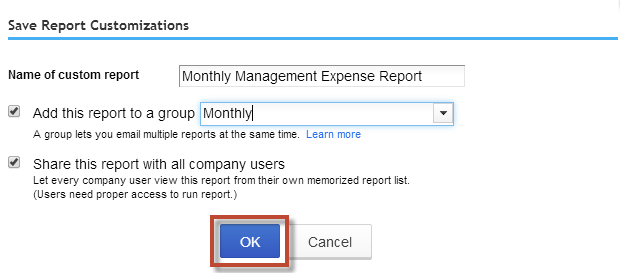 Save Report Customizations
Name of custom report Monthly Management Expense Report
Add this report to a group Monthly
A group lets you email multiple reports at the same time. Learn more
Share this report with all company users
Let every company user view this report from their own memorized report list.
(Users need proper access to run report.)
OK Cancel